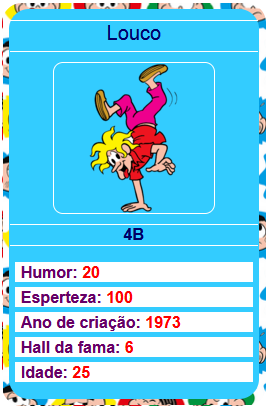 Louco
4B
Humor: 20
Esperteza: 100
Ano de criação: 1973
Hall da fama: 6
Idade: 25